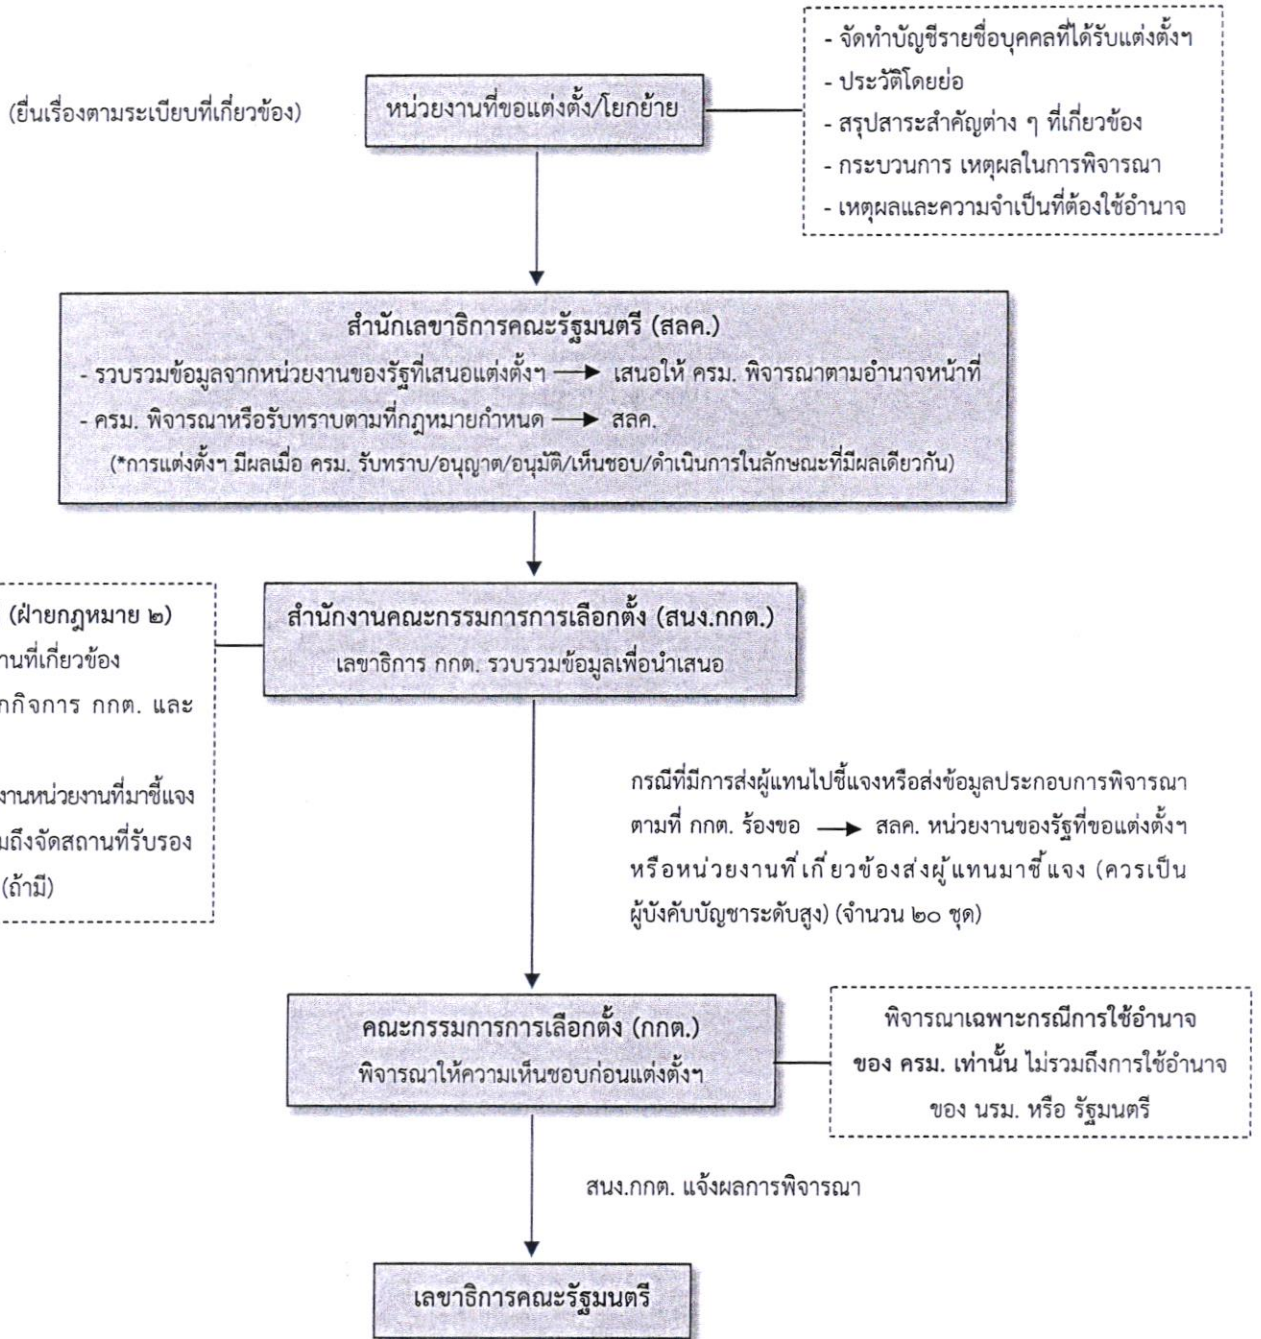 - จัดทำบัญชีรายชื่อบุคคลที่ได้รับแต่งตั้งฯ
- ประวัติโดยย่อ
- สรุปสาระสำคัญต่าง ๆ ที่เกี่ยวข้อง
- กระบวนการ เหตุผลในการพิจารณา
- เหตุผลและความจำเป็นที่ต้องใช้อำนาจ
(ยื่นเรื่องตามระเบียบที่เกี่ยวข้อง)
หน่วยงานที่ขอแต่งตั้ง/โยกย้าย
สำนักเลขาธิการคณะรัฐมนตรี (สลค.)
- รวบรวมข้อมูลจากหน่วยงานของรัฐที่เสนอแต่งตั้งฯ → เสนอให้ ครม. พิจารณาตามอำนาจหน้าที่
- ครม. พิจารณาหรือรับทราบตามที่กฎหมายกำหนด → สลค.
(*การแต่งตั้งฯ มีผลเมื่อ ครม. รับทราบ/อนุญาต/อนุมัติ/เห็นชอบ/ดำเนินการในลักษณะที่มีผลเดียวกัน)
สำนักงานคณะกรรมการการเลือกตั้ง (สนง.กกต.)
เลขาธิการ กกต. รวบรวมข้อมูลเพื่อนำเสนอ
(ฝ่ายกฎหมาย ๒)
านที่เกี่ยวข้อง
กกิจการ กกต. และ
งานหน่วยงานที่มาชี้แจง
มถึงจัดสถานที่รับรอง
(ถ้ามี)
กรณีที่มีการส่งผู้แทนไปชี้แจงหรือส่งข้อมูลประกอบการพิจารณา
ตามที่ กกต. ร้องขอ → สลค. หน่วยงานของรัฐที่ขอแต่งตั้งฯ
หรือหน่วยงานที่เกี่ยวข้องส่งผู้แทนมาชี้แจง (ควรเป็น
ผู้บังคับบัญชาระดับสูง) (จำนวน ๒๐ ชุด)
คณะกรรมการการเลือกตั้ง (กกต.)
พิจารณาให้ความเห็นชอบก่อนแต่งตั้งฯ
พิจารณาเฉพาะกรณีการใช้อำนาจ
ของ ครม. เท่านั้น ไม่รวมถึงการใช้อำนาจ
ของ นรม. หรือ รัฐมนตรี
สนง.กกต. แจ้งผลการพิจารณา
เลขาธิการคณะรัฐมนตรี